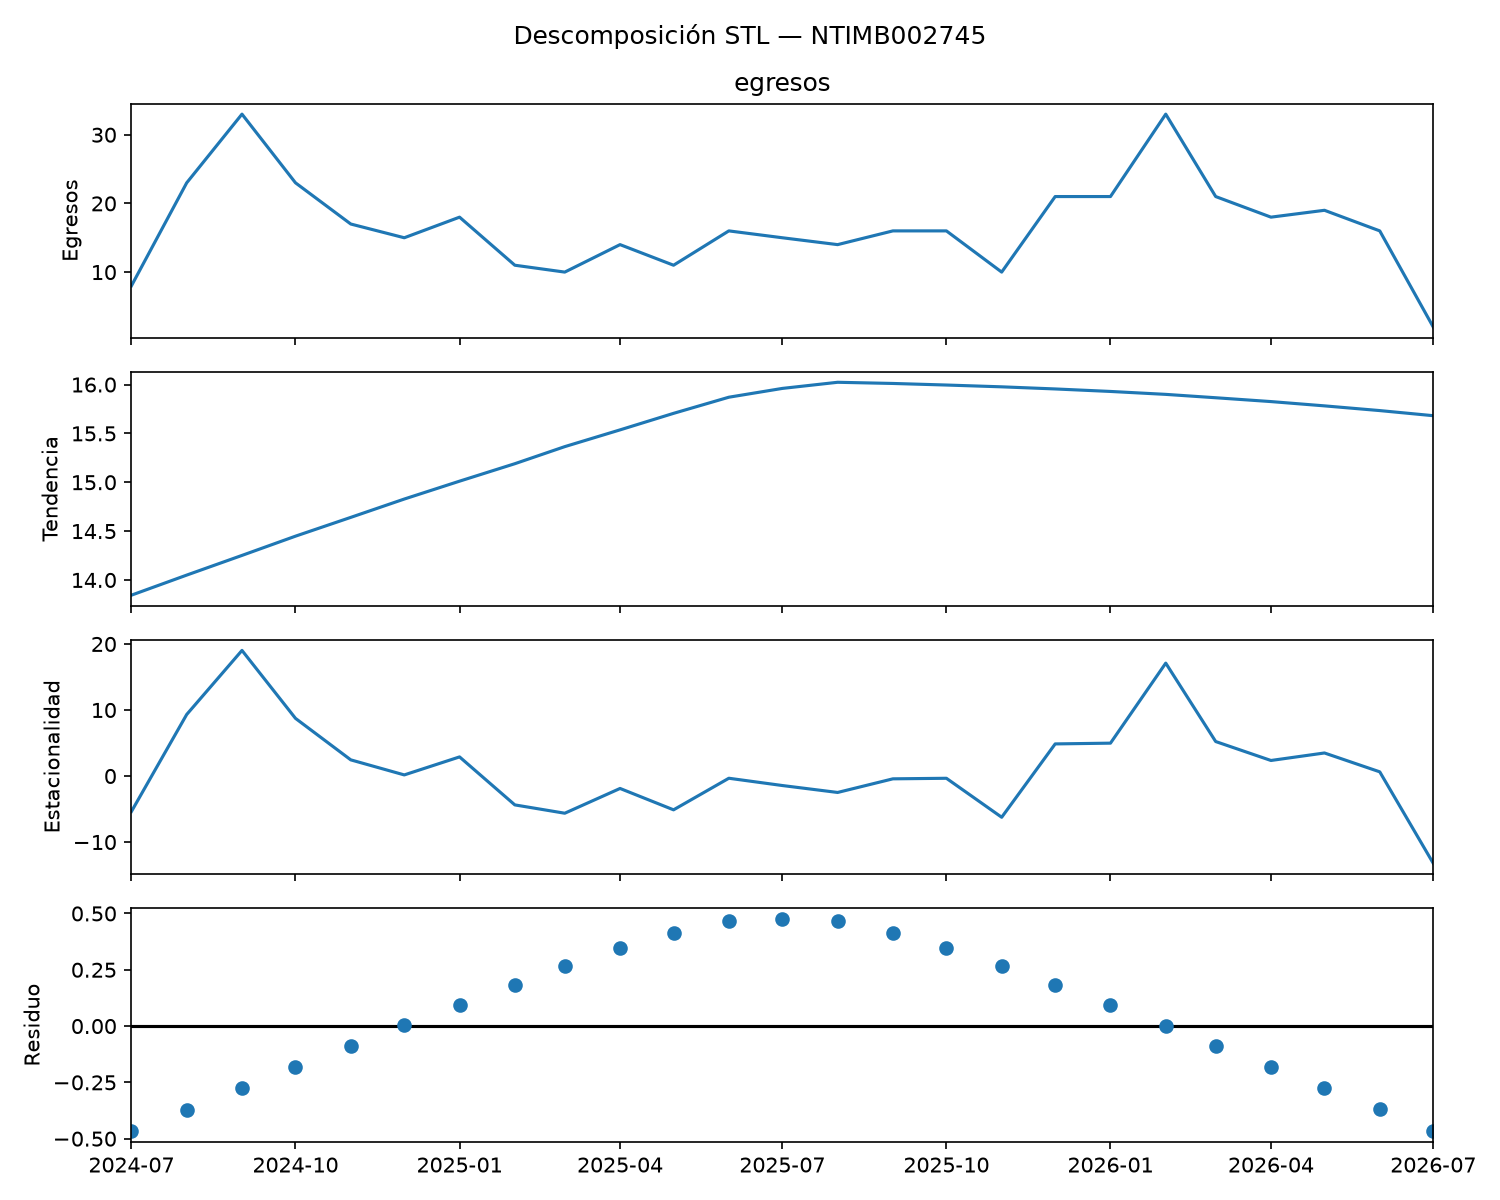 Descomposición STL — NTIMB002745
egresos
Egresos
30
20
10
Tendencia
16.0
15.5
15.0
14.5
14.0
Estacionalidad
20
10
0
−10
Residuo
0.50
0.25
0.00
−0.25
−0.50
2024-07 2024-10 2025-01 2025-04 2025-07 2025-10 2026-01 2026-04 2026-07